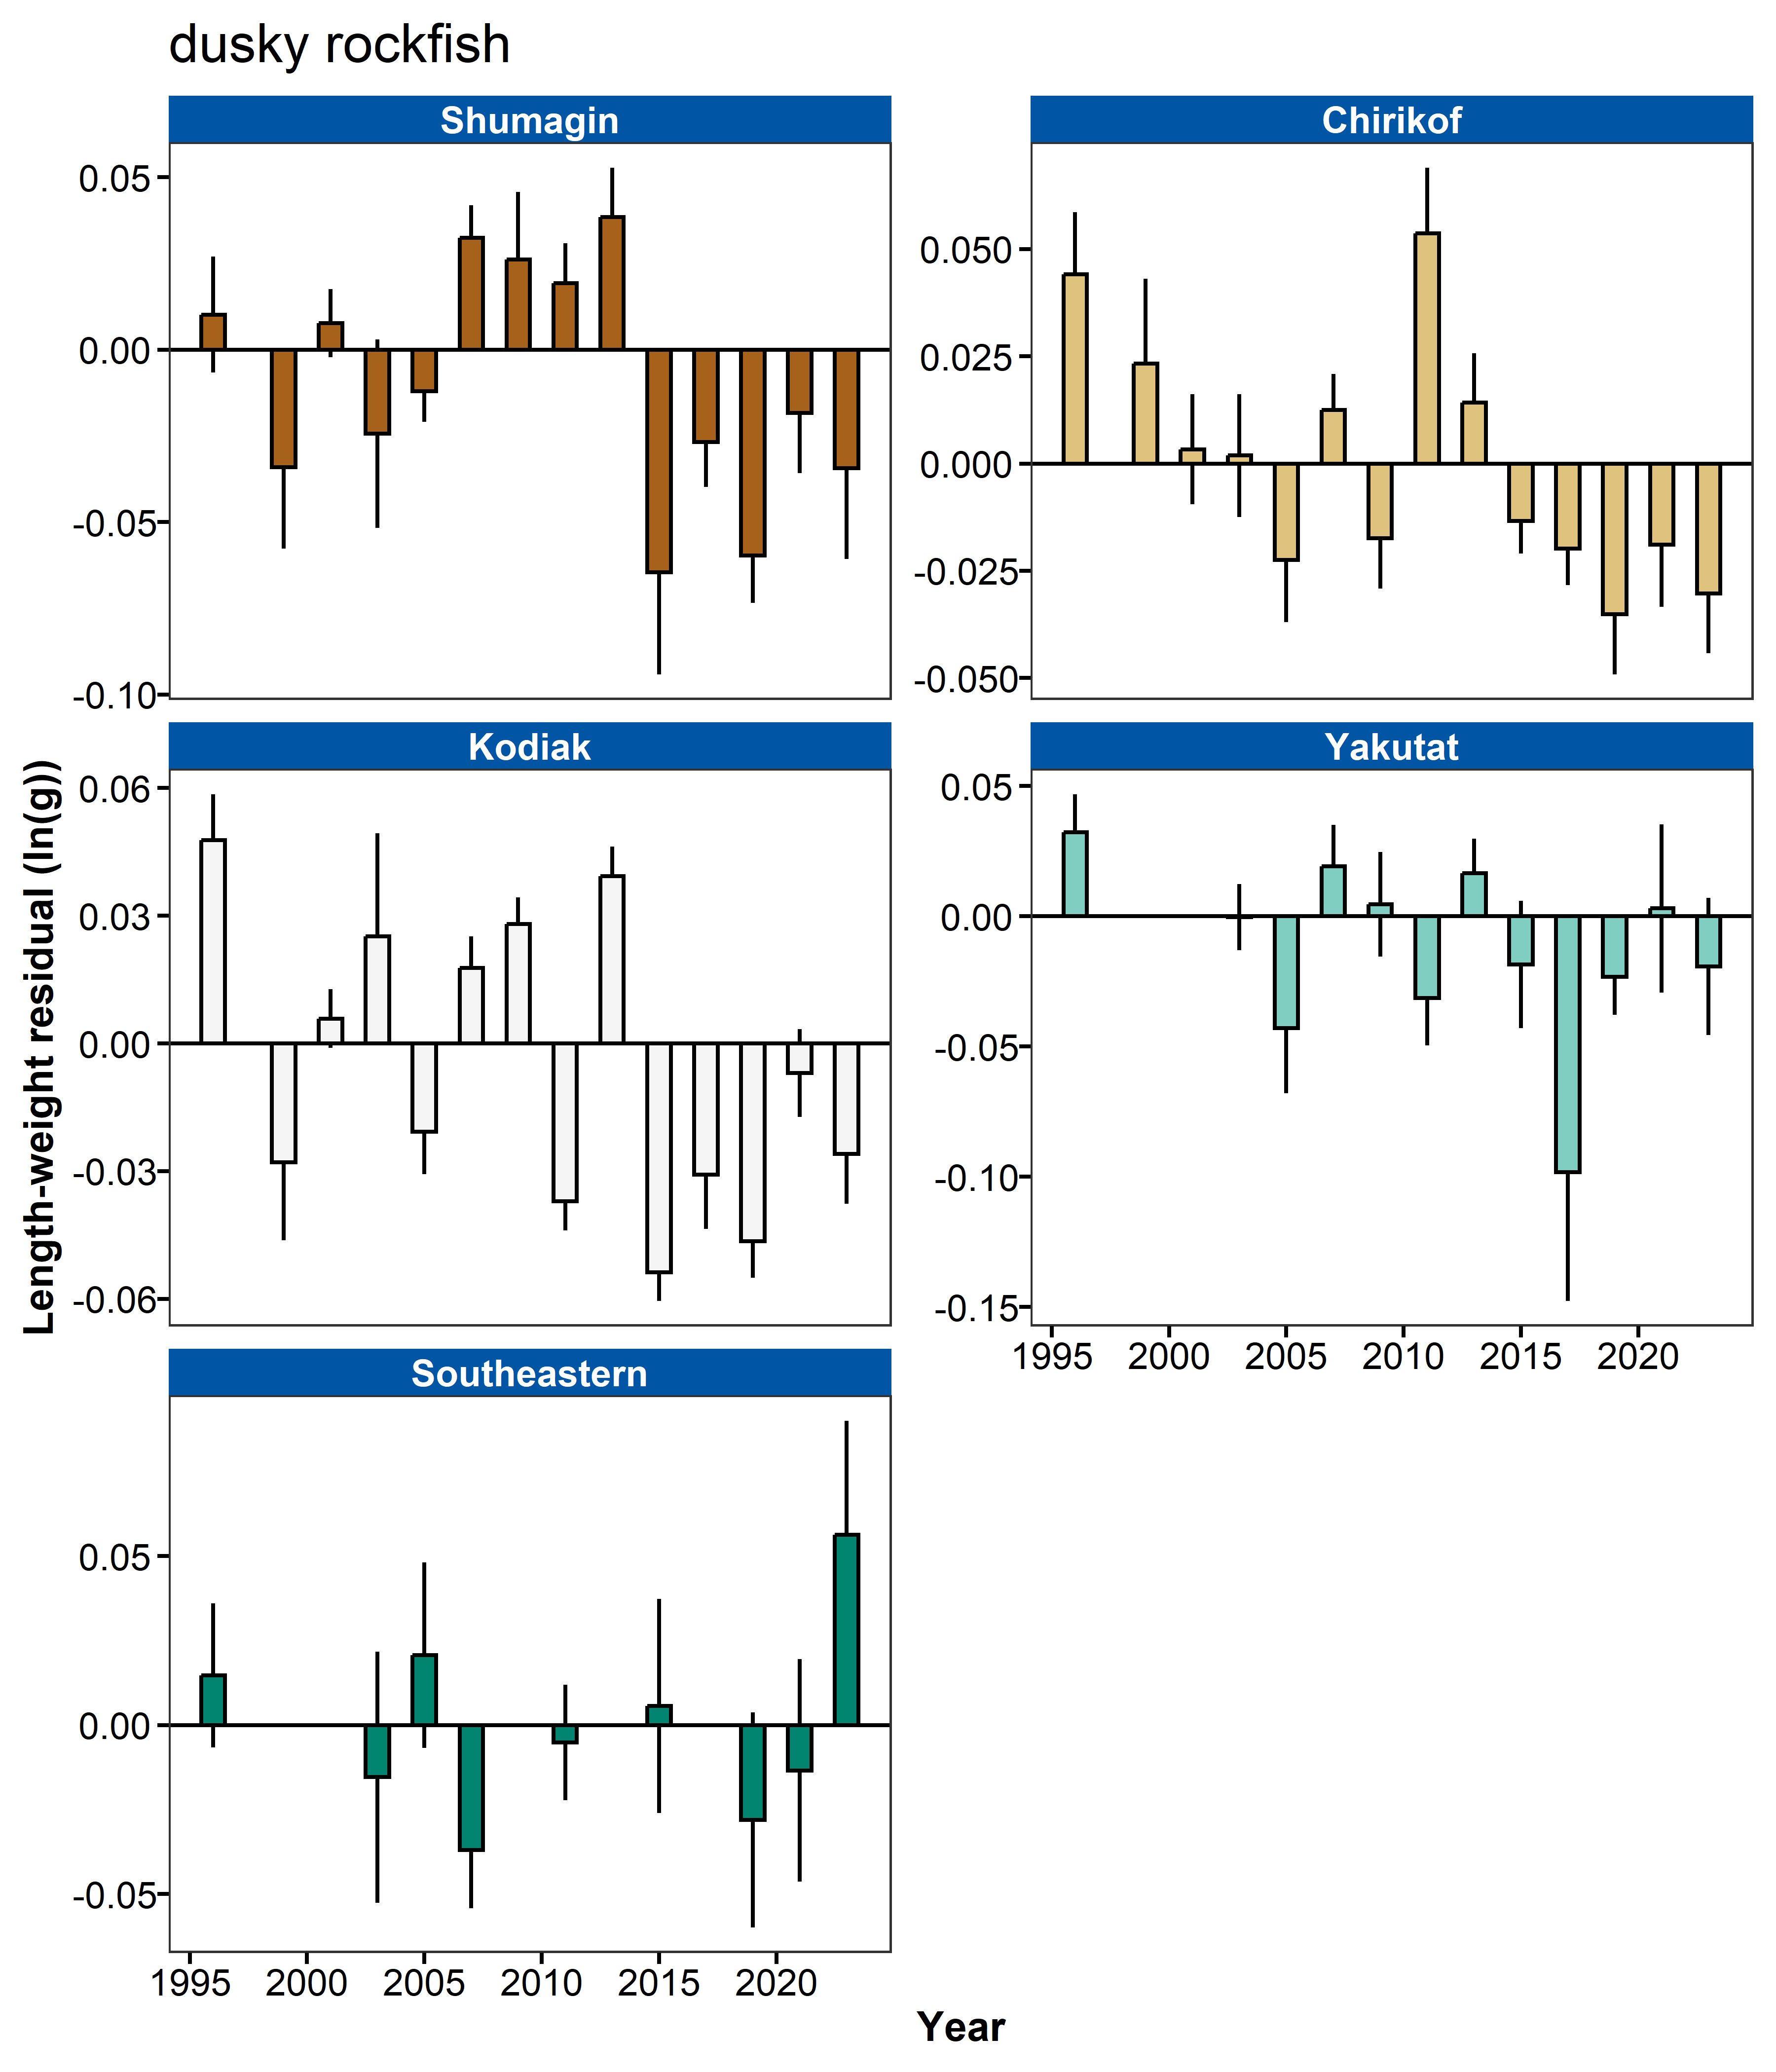 dusky rockfish
Shumagin
0.05
0.00
-0.05
-0.10
Chirikof
0.050
0.025
0.000
-0.025
-0.050
Length-weight residual (ln(g))
Kodiak
0.06
0.03
0.00
-0.03
-0.06
Yakutat
0.05
0.00
-0.05
-0.10
-0.15
1995 2000 2005 2010 2015 2020
Southeastern
0.05
0.00
-0.05
1995 2000 2005 2010 2015 2020
Year